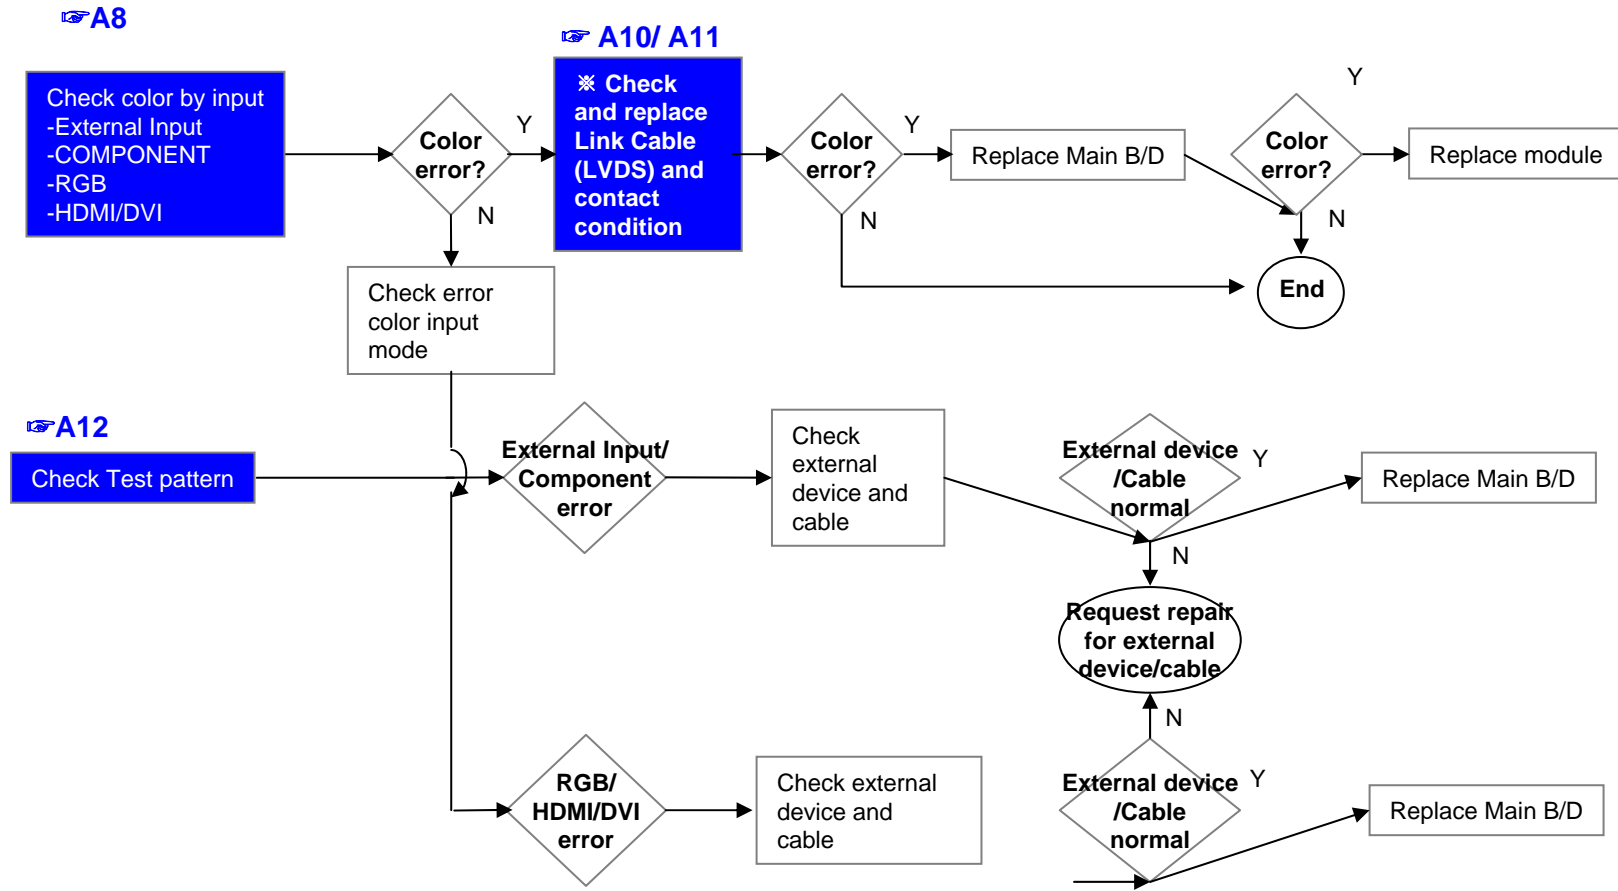 ☞A8
☞ A10/ A11
Check color by input
-External Input
-COMPONENT
-RGB
-HDMI/DVI
Color
error?
Y
N
※ Check
and replace
Link Cable
(LVDS) and
contact
condition
Color
error?
Y
N
Replace Main B/D
Color
error?
Y
N
Replace module
End
Check error
color input
mode
☞A12
Check Test pattern
External Input/
Component
error
Check
external
device and
cable
External device
/Cable
normal
Y
N
Replace Main B/D
Request repair
for external
device/cable
N
RGB/
HDMI/DVI
error
Check external
device and
cable
External device
/Cable
normal
Y
Replace Main B/D